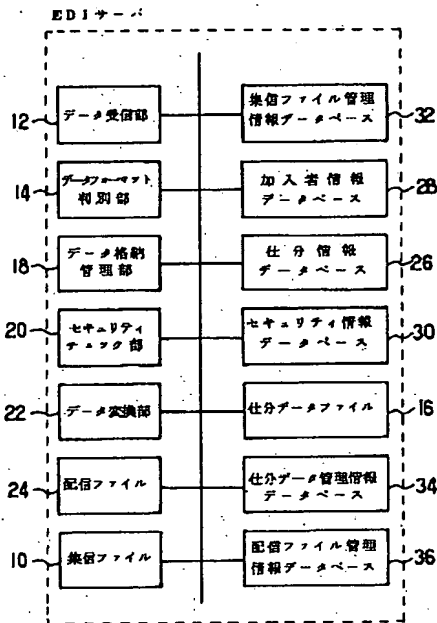 EDIサーバ
12
データ受信部
集信ファイル管理
情報データベース
32
14
データフォーマット
判別部
加入者情報
データベース
28
18
データ格納
管理部
仕分情報
データベース
26
20
セキュリティ
チェック部
セキュリティ情報
データベース
30
22
データ変換部
仕分データファイル
16
24
配信ファイル
仕分データ管理情報
データベース
34
10
集信ファイル
配信ファイル管理
情報データベース
36